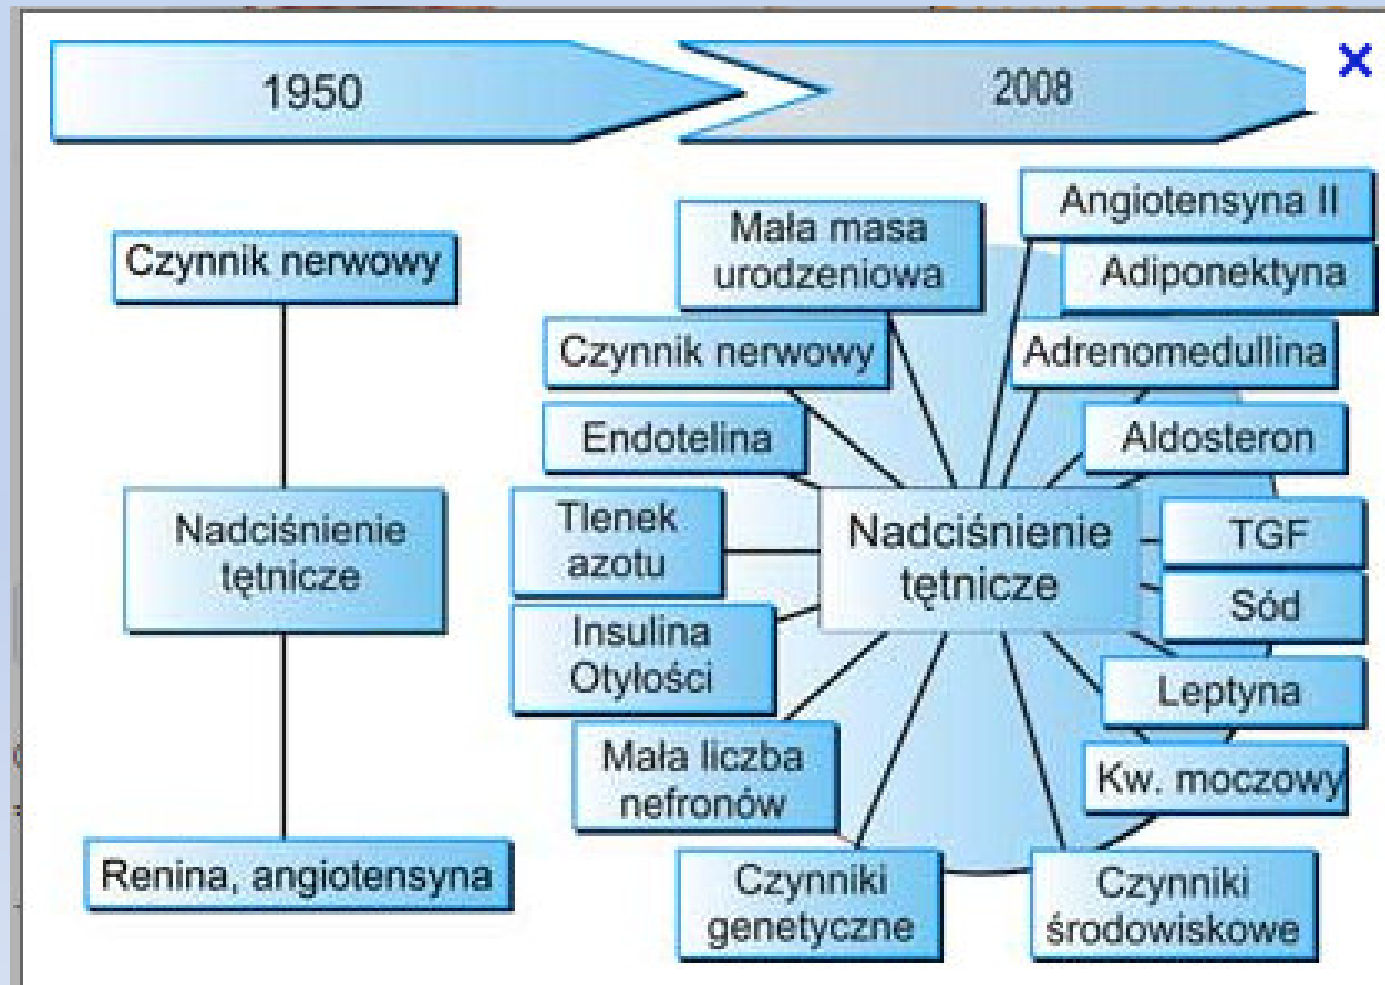 1950
2008
Czynnik nerwowy
Nadciśnienie
tętnicze
Renina, angiotensyna
Mała masa
urodzeniowa
Czynnik nerwowy
Endotelina
Tlenek
azotu
Insulina
Otyłości
Mała liczba
nefronów
Czynniki
genetyczne
Nadciśnienie
tętnicze
Angiotensyna II
Adiponektyna
Adrenomedullina
Aldosteron
TGF
Sód
Leptyna
Kw. moczowy
Czynniki
środowiskowe